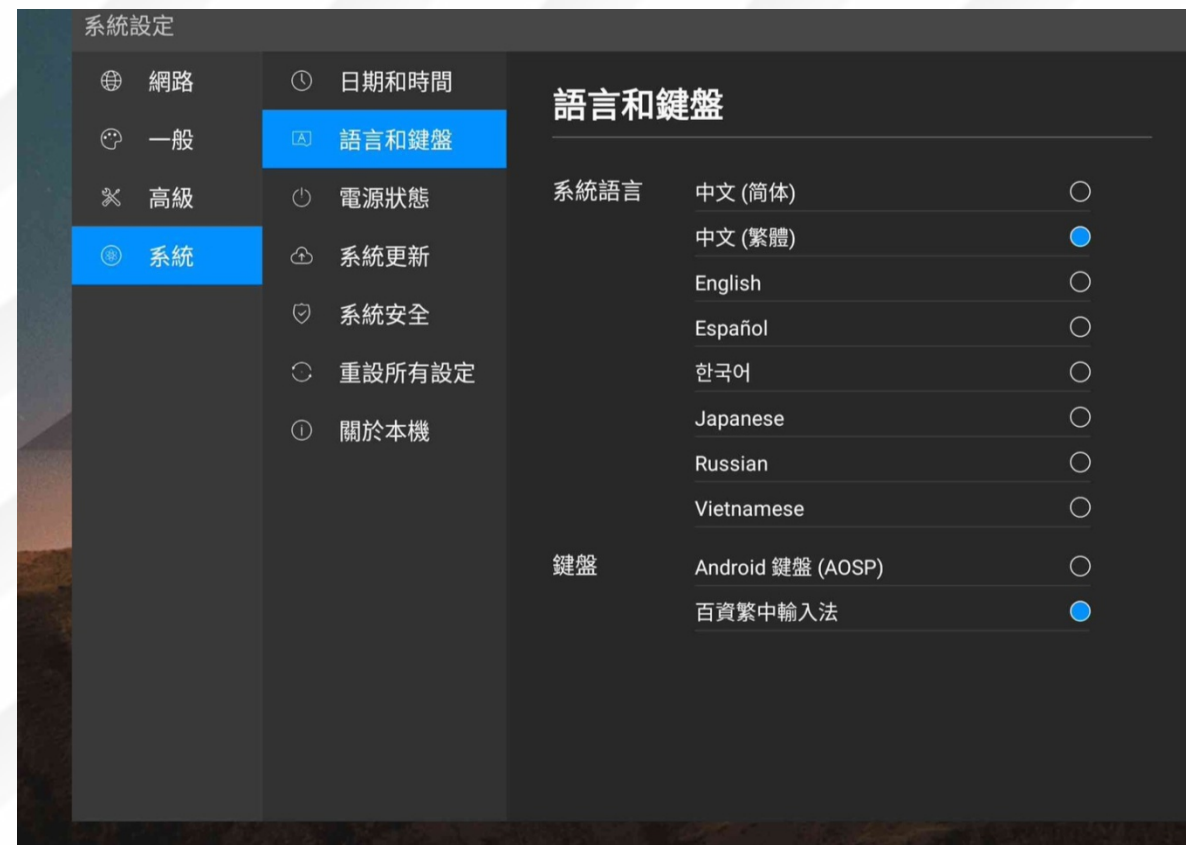 系統設定
網路
一般
高級
系統
日期和時間
語言和鍵盤
電源狀態
系統更新
系統安全
重設所有設定
關於本機
語言和鍵盤
系統語言
中文 (简体)
中文 (繁體)
English
Español
한국어
Japanese
Russian
Vietnamese
鍵盤
Android 鍵盤 (AOSP)
百資繁中輸入法